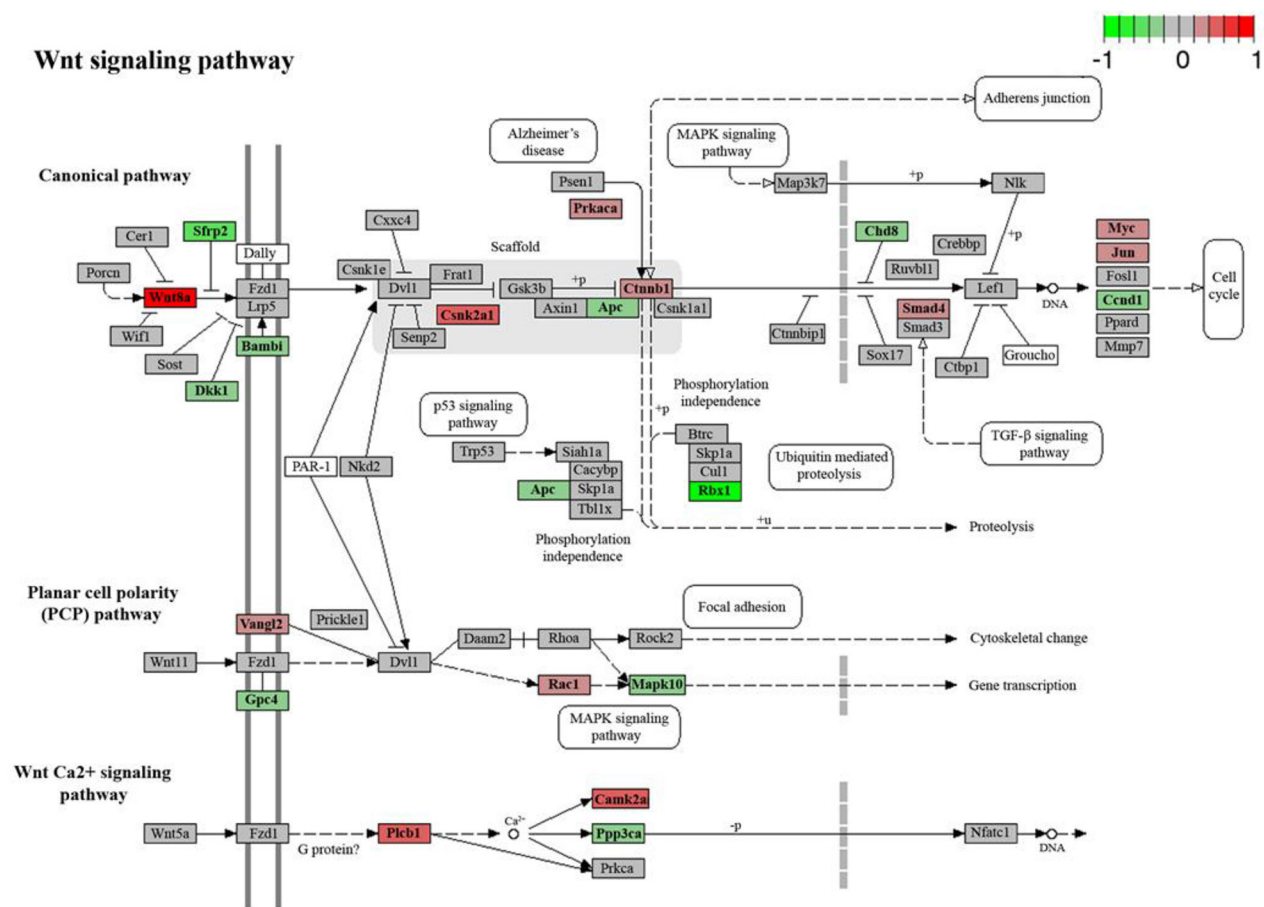 -1 0 1
Wnt signaling pathway
Adherens junction
Alzheimer's
disease
MAPK signaling
pathway
Canonical pathway
Psen1
Map3k7
+p
Nlk
Prkaca
Cxxc4
Cer1
Sfrp2
Dally
Scaffold
Chd8
Crebbp
+p
Myc
Jun
Porcn
Csnk1e
Frat1
Ruvbl1
Fosl1
Cell
cycle
Wnt8a
Fzd1
Dvl1
Gsk3b
+p
Ctnnb1
Lef1
DNA
Ccnd1
Lrp5
Csnk2a1
Axin1
Apc
Csnk1a1
Smad4
Ppard
Wif1
Senp2
Ctnnbip1
Smad3
Mmp7
Bambi
Sost
Sox17
Ctbp1
Groucho
Dkk1
Phosphorylation
independence
p53 signaling
pathway
+p
Btrc
TGF-β signaling
pathway
Trp53
Siah1a
Skp1a
Ubiquitin mediated
proteolysis
PAR-1
Nkd2
Cacybp
Cul1
Apc
Skp1a
Rbx1
Tbl1x
+u
Proteolysis
Phosphorylation
independence
Planar cell polarity
(PCP) pathway
Focal adhesion
Vangl2
Prickle1
Daam2
Rhoa
Rock2
Cytoskeletal change
Wnt11
Fzd1
Dvl1
Rac1
Mapk10
Gene transcription
Gpc4
MAPK signaling
pathway
Wnt Ca2+ signaling
pathway
Camk2a
Ca²⁺
Wnt5a
Fzd1
Plcb1
Ppp3ca
-p
Nfatc1
DNA
G protein?
Prkca